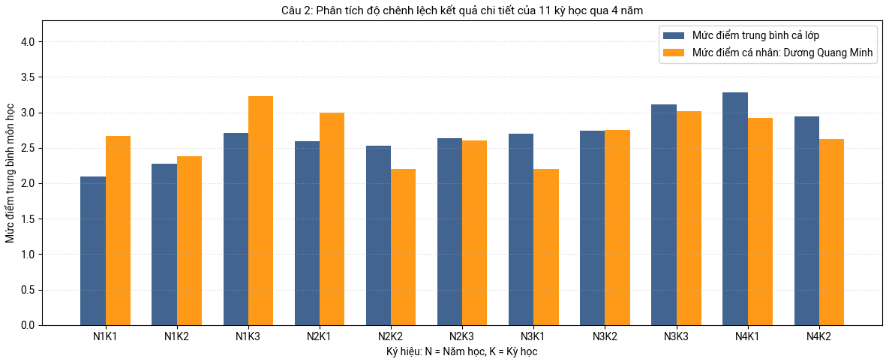 Câu 2: Phân tích độ chênh lệch kết quả chi tiết của 11 kỳ học qua 4 năm
Mức điểm trung bình cả lớp
Mức điểm cá nhân: Dương Quang Minh
Mức điểm trung bình môn học
4.0
3.5
3.0
2.5
2.0
1.5
1.0
0.5
0.0
N1K1 N1K2 N1K3 N2K1 N2K2 N2K3 N3K1 N3K2 N3K3 N4K1 N4K2
Ký hiệu: N = Năm học, K = Kỳ học